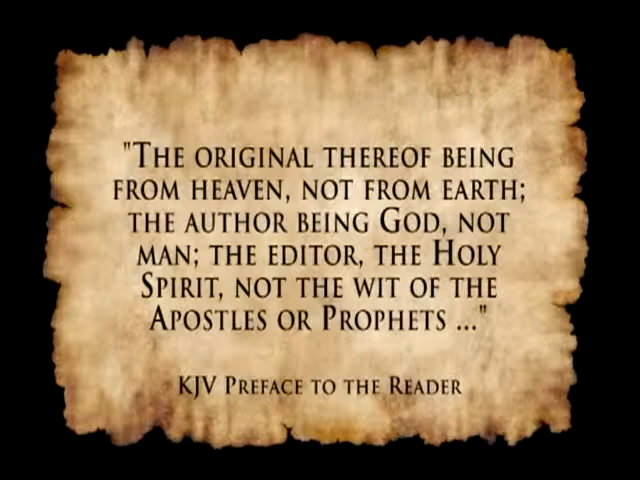 "The original thereof being
from heaven, not from earth;
the author being God, not
man; the editor, the Holy
Spirit, not the wit of the
Apostles or Prophets ..."
KJV Preface to the Reader